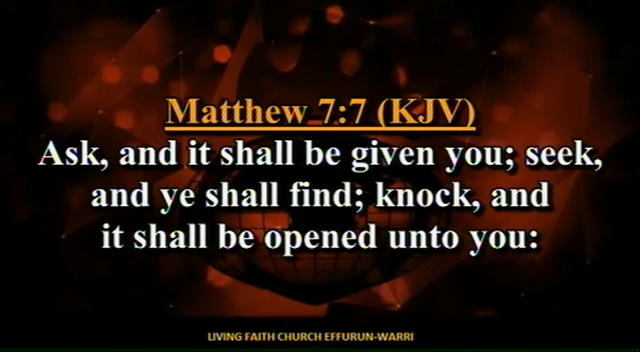 Matthew 7:7 (KJV)
Ask, and it shall be given you; seek,
and ye shall find; knock, and
it shall be opened unto you:
LIVING FAITH CHURCH EFFURUN-WARRI